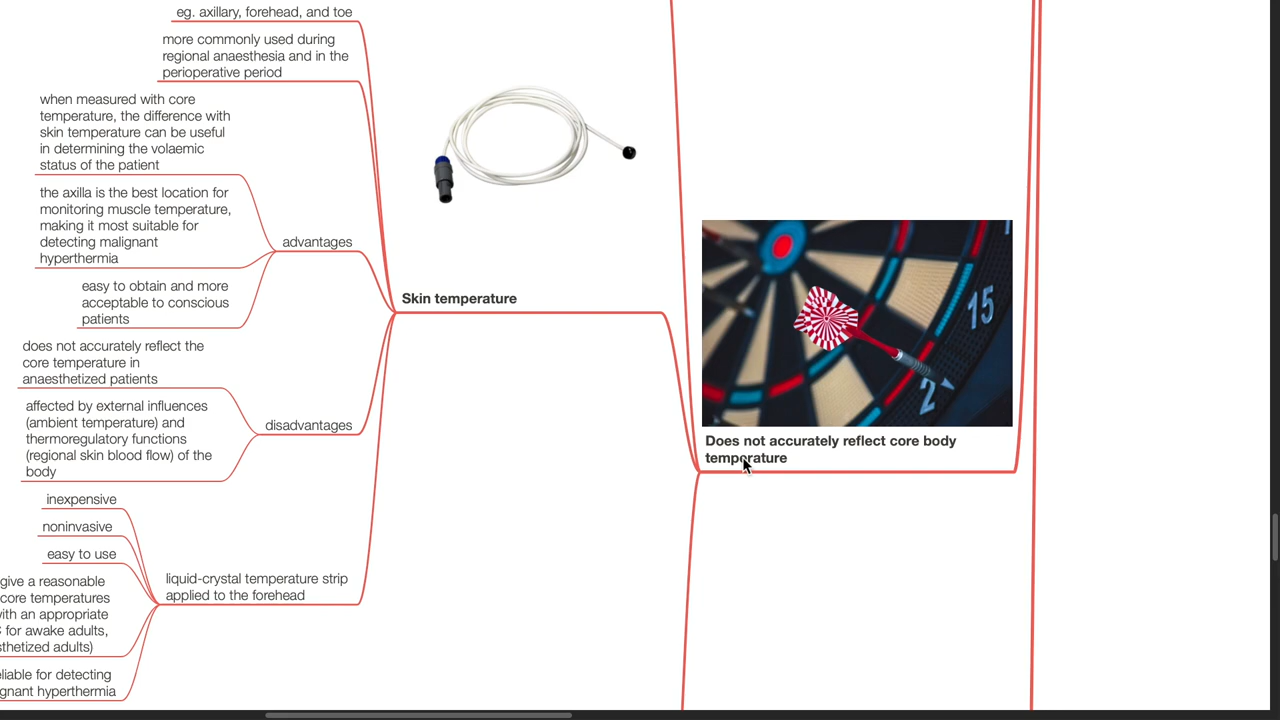 eg. axillary, forehead, and toe
more commonly used during
regional anaesthesia and in the
perioperative period
when measured with core
temperature, the difference with
skin temperature can be useful
in determining the volaemic
status of the patient
the axilla is the best location for
monitoring muscle temperature,
making it most suitable for
detecting malignant
hyperthermia
advantages
easy to obtain and more
acceptable to conscious
patients
Skin temperature
does not accurately reflect the
core temperature in
anaesthetized patients
affected by external influences
(ambient temperature) and
thermoregulatory functions
(regional skin blood flow) of the
body
disadvantages
inexpensive
noninvasive
easy to use
liquid-crystal temperature strip
applied to the forehead
give a reasonable
core temperatures
with an appropriate
for awake adults,
sthetized adults)
eliable for detecting
gnant hyperthermia
15
2
Does not accurately reflect core body
temperature